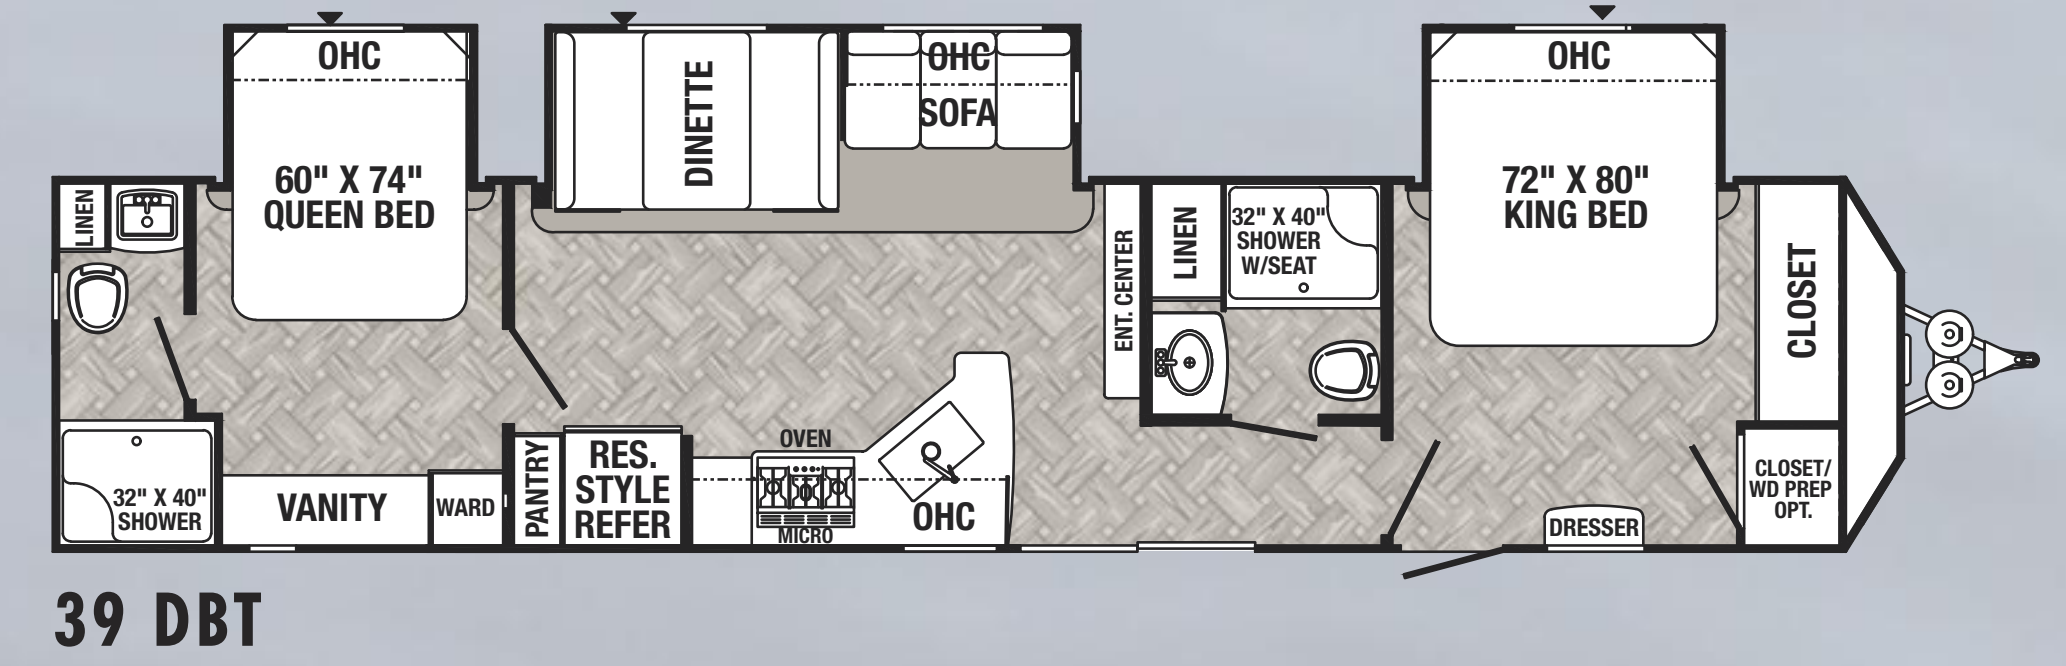 OHC
60" X 74"
QUEEN BED
LINEN
32" X 40"
SHOWER
VANITY
WARD
DINETTE
OHC
SOFA
PANTRY
RES.
STYLE
REFER
OVEN
MICRO
OHC
ENT. CENTER
LINEN
32" X 40"
SHOWER
W/SEAT
OHC
72" X 80"
KING BED
CLOSET
CLOSET/
WD PREP
OPT.
DRESSER
39 DBT